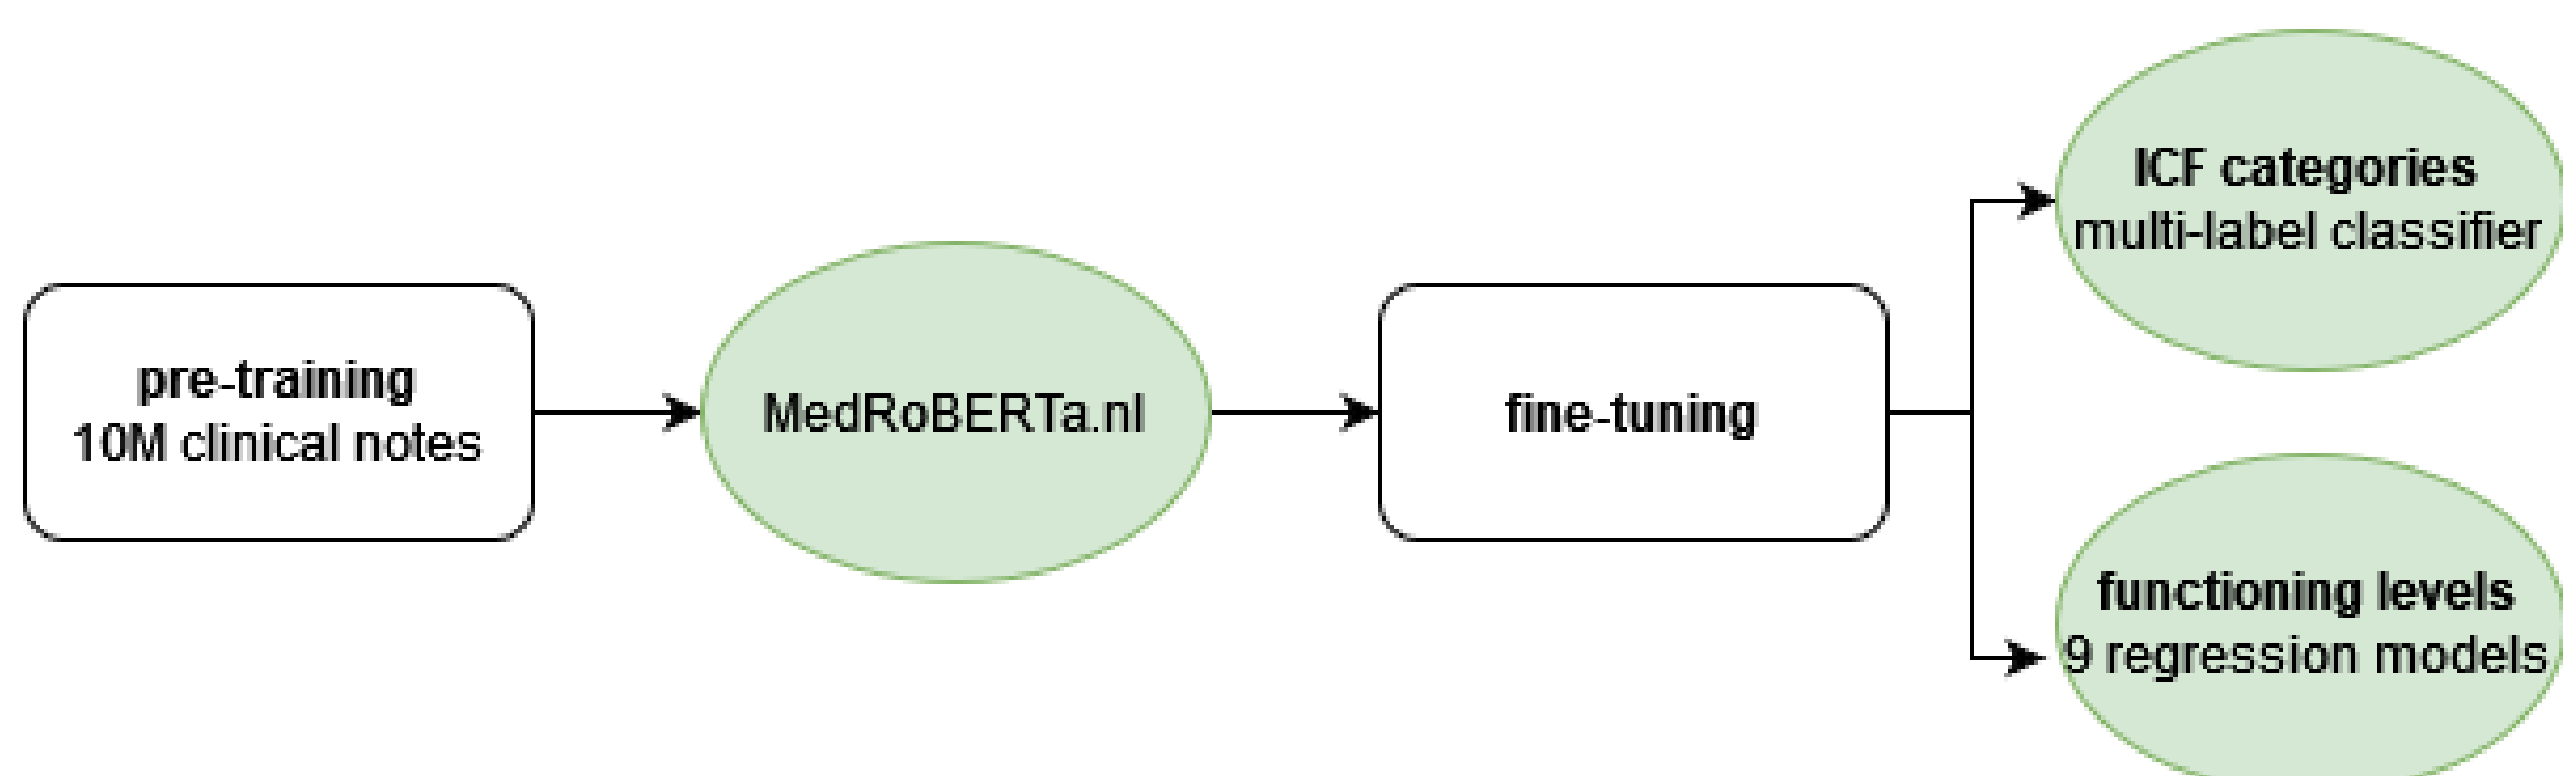 pre-training
10M clinical notes
MedRoBERTa.nl
fine-tuning
ICF categories
multi-label classifier
functioning levels
9 regression models